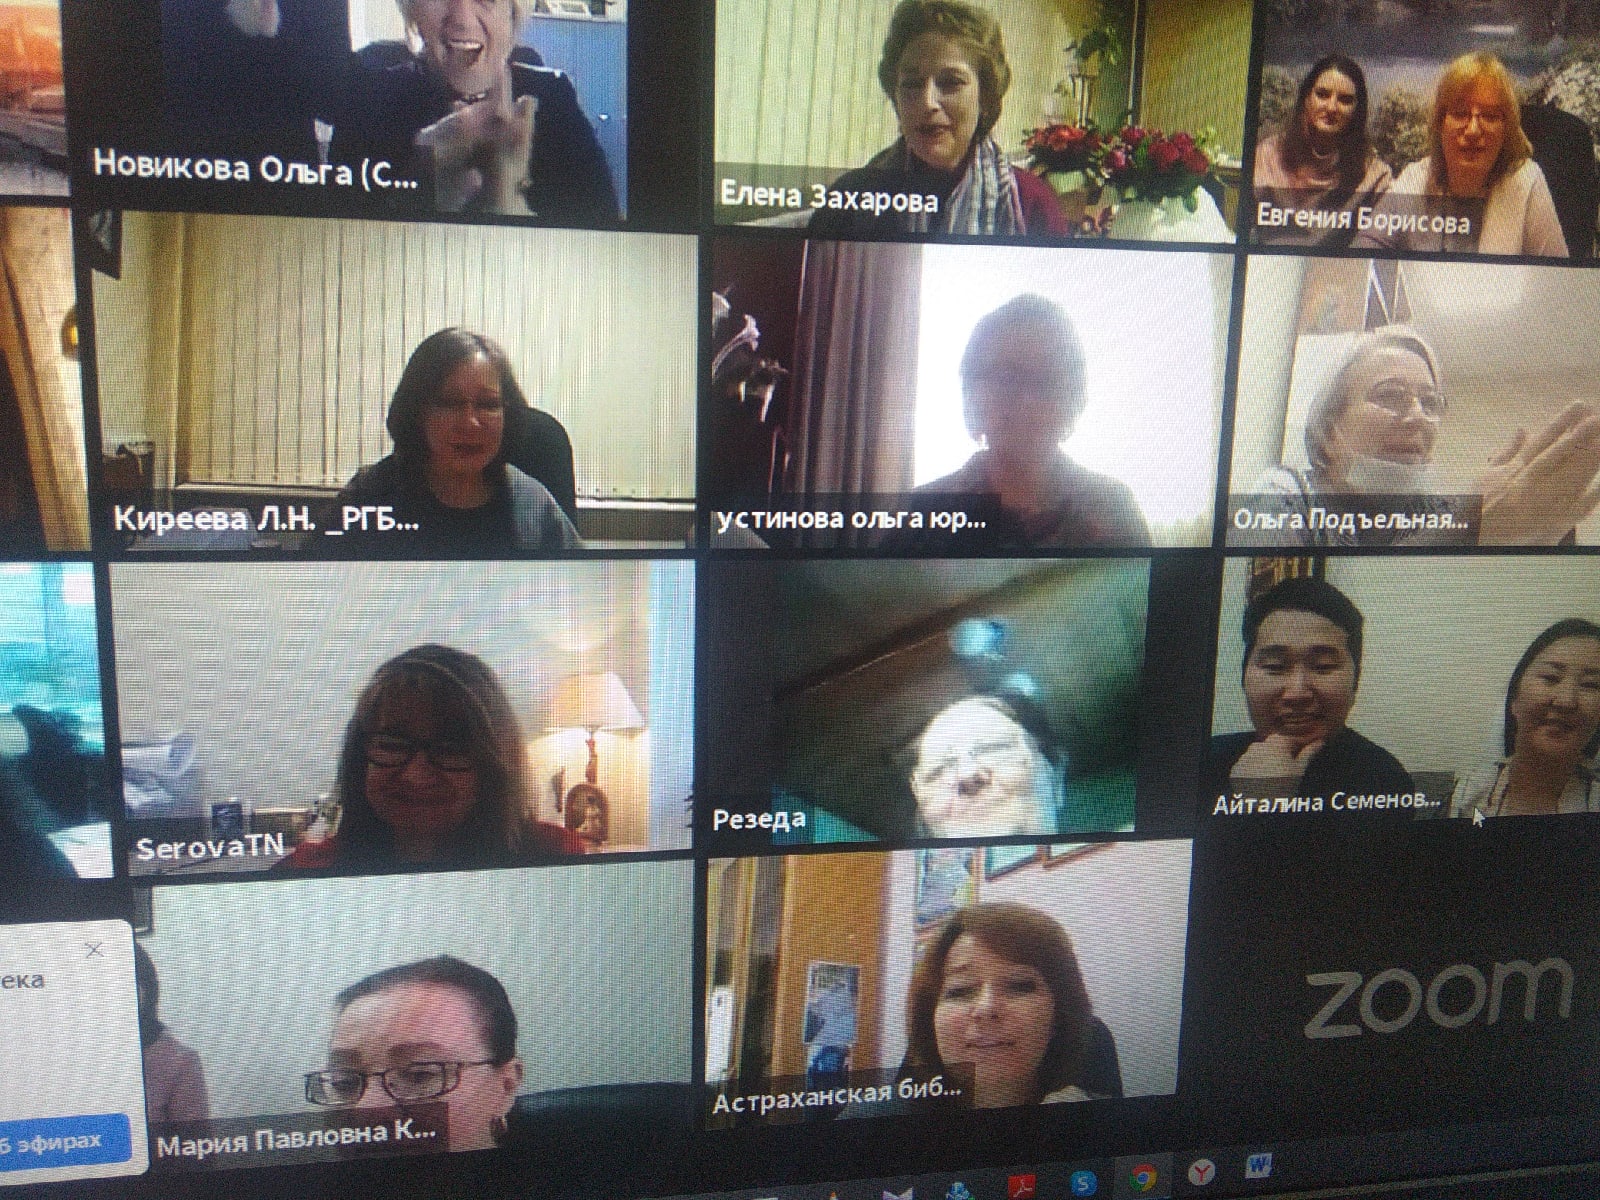 Новикова Ольга (С...
Елена Захарова
Евгения Борисова
Киреева Л.Н. _РГБ...
устинова ольга юр...
Ольга Подъельная...
SerovaTN
Резеда
Айталина Семенов...
ека
б эфирах
Мария Павловна К...
Астраханская биб...
zoom